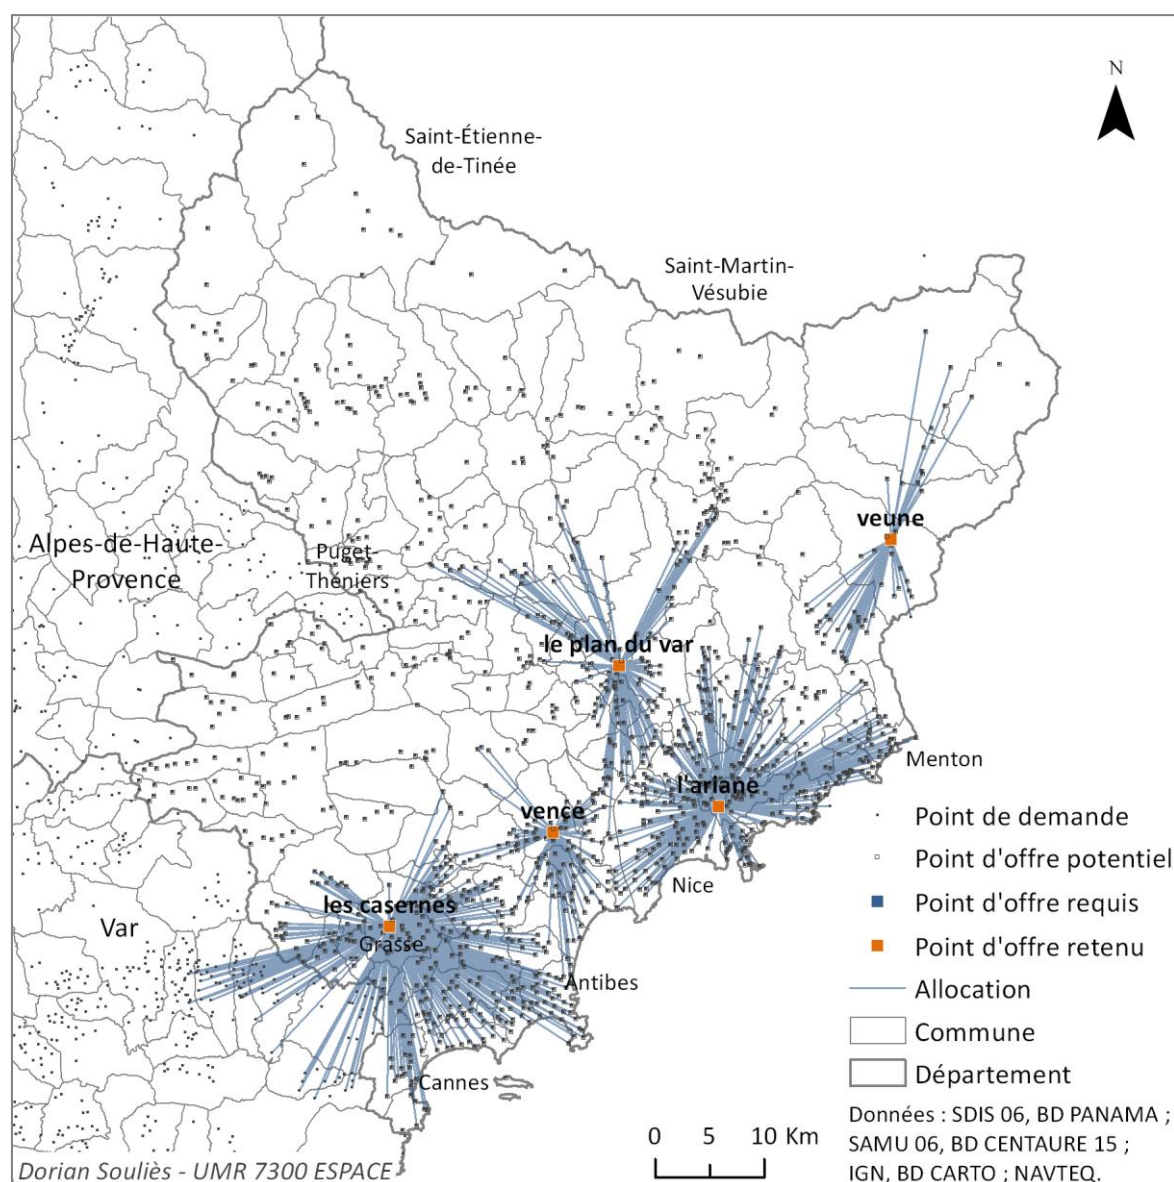 N
Saint-Étienne-
de-Tinée
Saint-Martin-
Vésubie
veune
Alpes-de-Haute-
Provence
Puget-
Théniers
le plan du var
Menton
l'ariane
vence
Nice
les casernes
Grasse
Var
Antibes
Cannes
Point de demande
Point d'offre potentiel
Point d'offre requis
Point d'offre retenu
Allocation
Commune
Département
0 5 10 Km
Données : SDIS 06, BD PANAMA ;
SAMU 06, BD CENTAURE 15 ;
IGN, BD CARTO ; NAVTEQ.
Dorian Souliès - UMR 7300 ESPACE